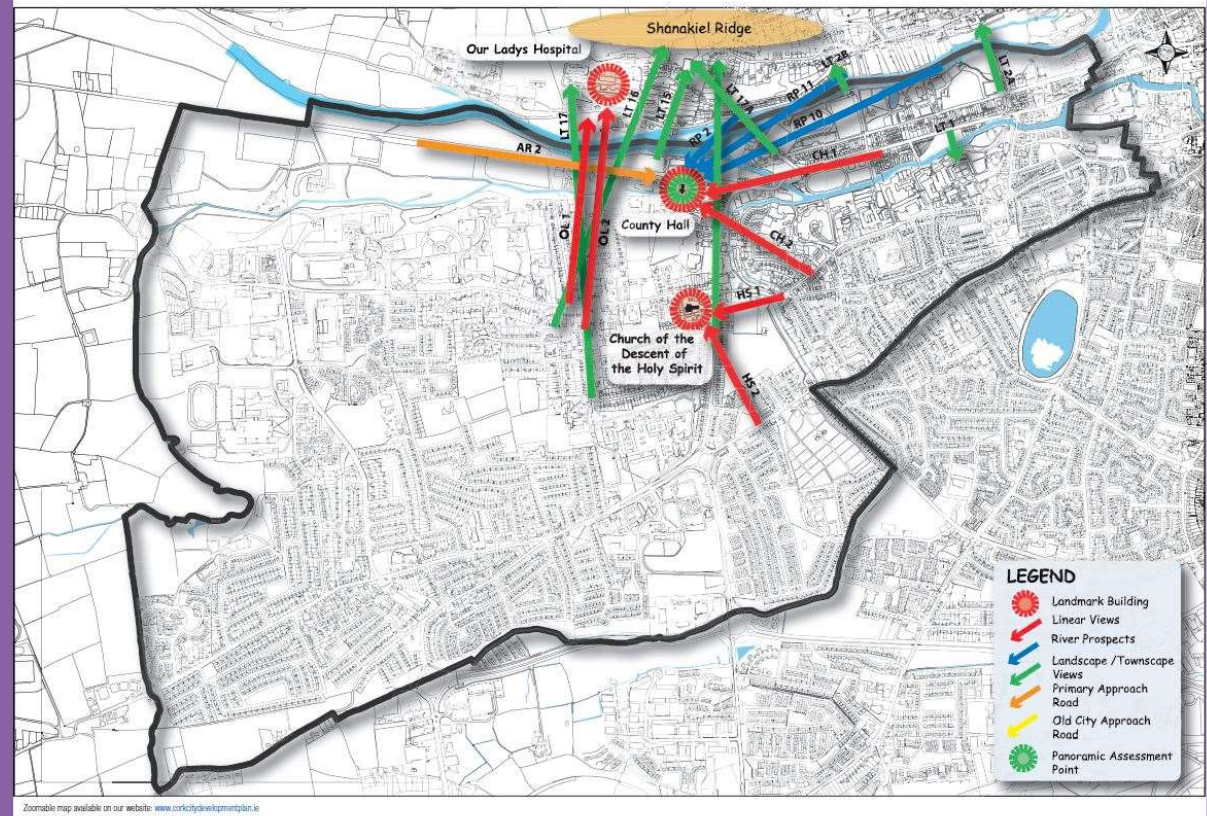 Shanakiel Ridge
Our Ladys Hospital
LT 17
LT 16
LT 15
LT 17A
RP 2
RP 11
LT 2B
RP 10
LT 2A
LT 1
AR 2
CH 1
OL 1
OL 2
County Hall
CH 2
HS 1
Church of the
Descent of
the Holy Spirit
HS 2
LEGEND
Landmark Building
Linear Views
River Prospects
Landscape /Townscape
Views
Primary Approach
Road
Old City Approach
Road
Panoramic Assessment
Point
Zoomable map available on our website: www.corkcitydevelopmentplan.ie